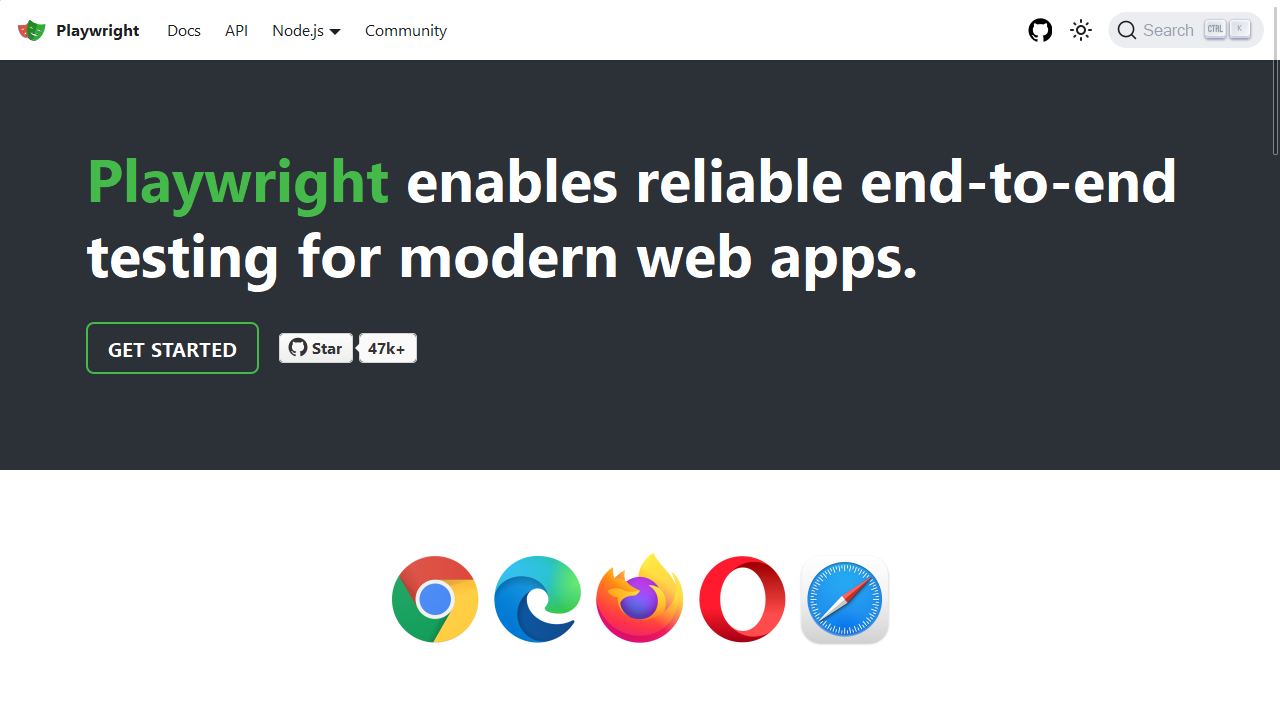 Playwright Docs API Node.js Community Search CTRL K
Playwright enables reliable end-to-end
testing for modern web apps.
GET STARTED Star 47k+